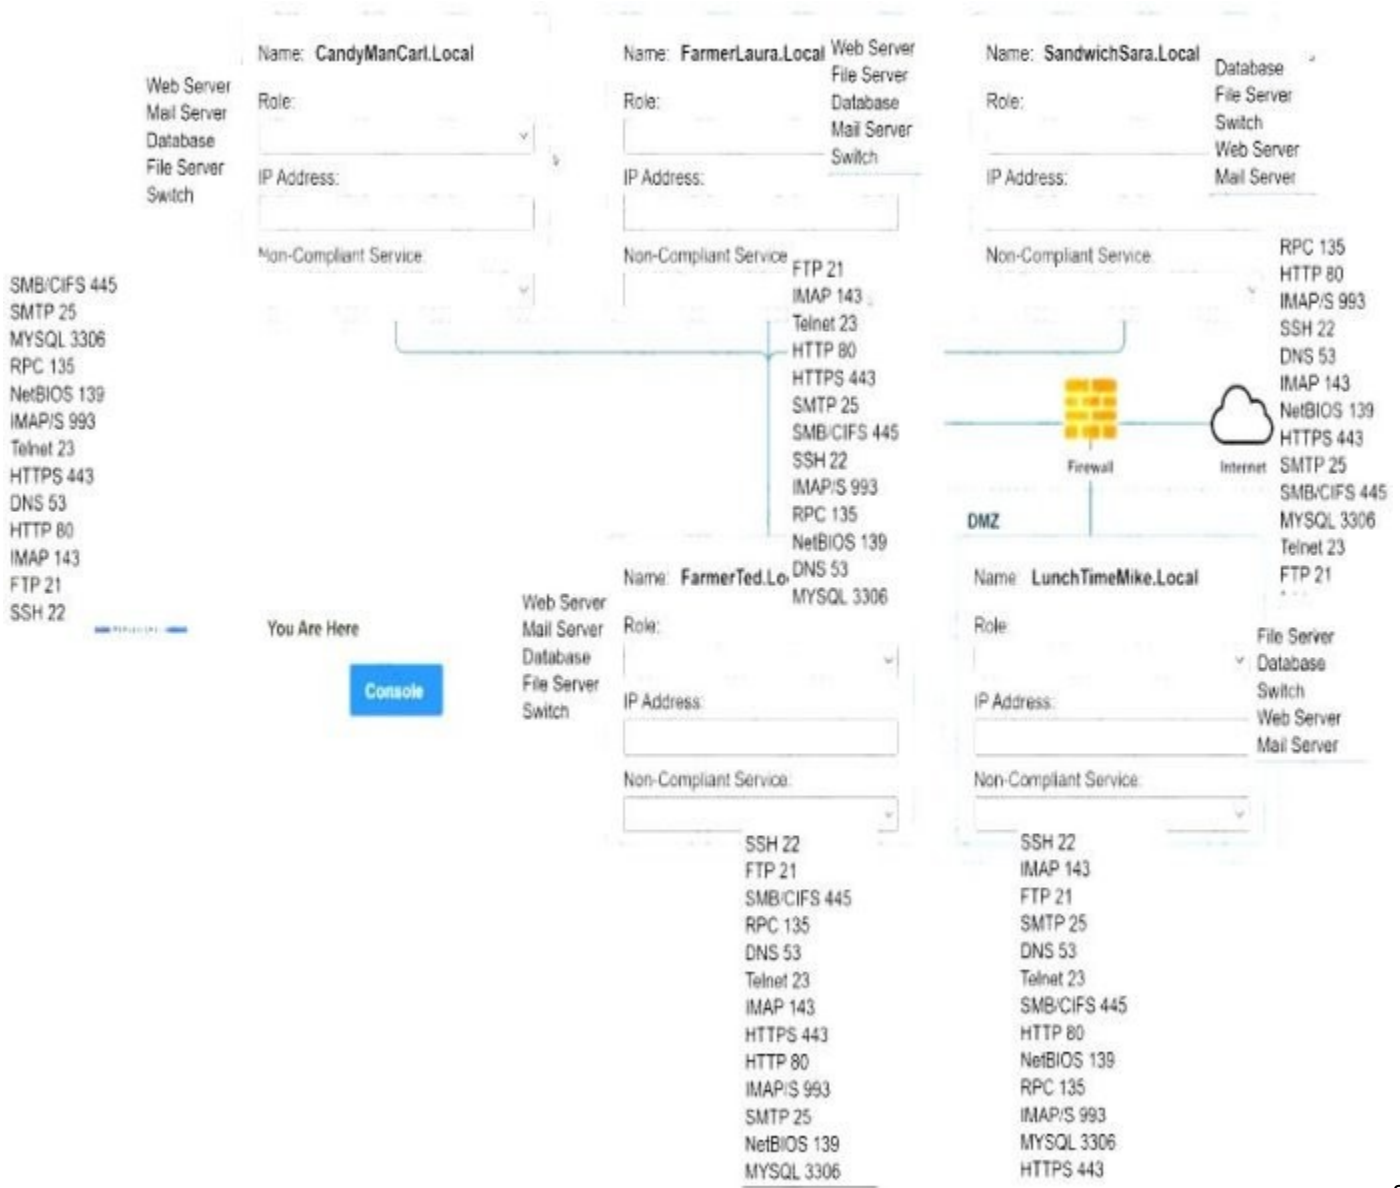 Name: CandyManCarl.Local
Web Server
Mail Server
Database
File Server
Switch
Role:
IP Address:
Non-Compliant Service:
SMB/CIFS 445
SMTP 25
MYSQL 3306
RPC 135
NetBIOS 139
IMAP/S 993
Telnet 23
HTTPS 443
DNS 53
HTTP 80
IMAP 143
FTP 21
SSH 22
Name: FarmerLaura.Local
Role:
Web Server
File Server
Database
Mail Server
Switch
IP Address:
Non-Compliant Service
FTP 21
IMAP 143
Telnet 23
HTTP 80
HTTPS 443
SMTP 25
SMB/CIFS 445
SSH 22
IMAP/S 993
RPC 135
NetBIOS 139
DNS 53
MYSQL 3306
Name: SandwichSara.Local
Role:
Database
File Server
Switch
Web Server
Mail Server
IP Address:
Non-Compliant Service:
RPC 135
HTTP 80
IMAP/S 993
SSH 22
DNS 53
IMAP 143
NetBIOS 139
HTTPS 443
SMTP 25
SMB/CIFS 445
MYSQL 3306
Telnet 23
FTP 21
Firewall
Internet
DMZ
You Are Here
Console
Name: FarmerTed.Lo
Web Server
Mail Server
Database
File Server
Switch
Role:
IP Address:
Non-Compliant Service:
SSH 22
FTP 21
SMB/CIFS 445
RPC 135
DNS 53
Telnet 23
IMAP 143
HTTPS 443
HTTP 80
IMAP/S 993
SMTP 25
NetBIOS 139
MYSQL 3306
Name: LunchTimeMike.Local
Role:
File Server
Database
Switch
Web Server
Mail Server
IP Address:
Non-Compliant Service:
SSH 22
IMAP 143
FTP 21
SMTP 25
DNS 53
Telnet 23
SMB/CIFS 445
HTTP 80
NetBIOS 139
RPC 135
IMAP/S 993
MYSQL 3306
HTTPS 443